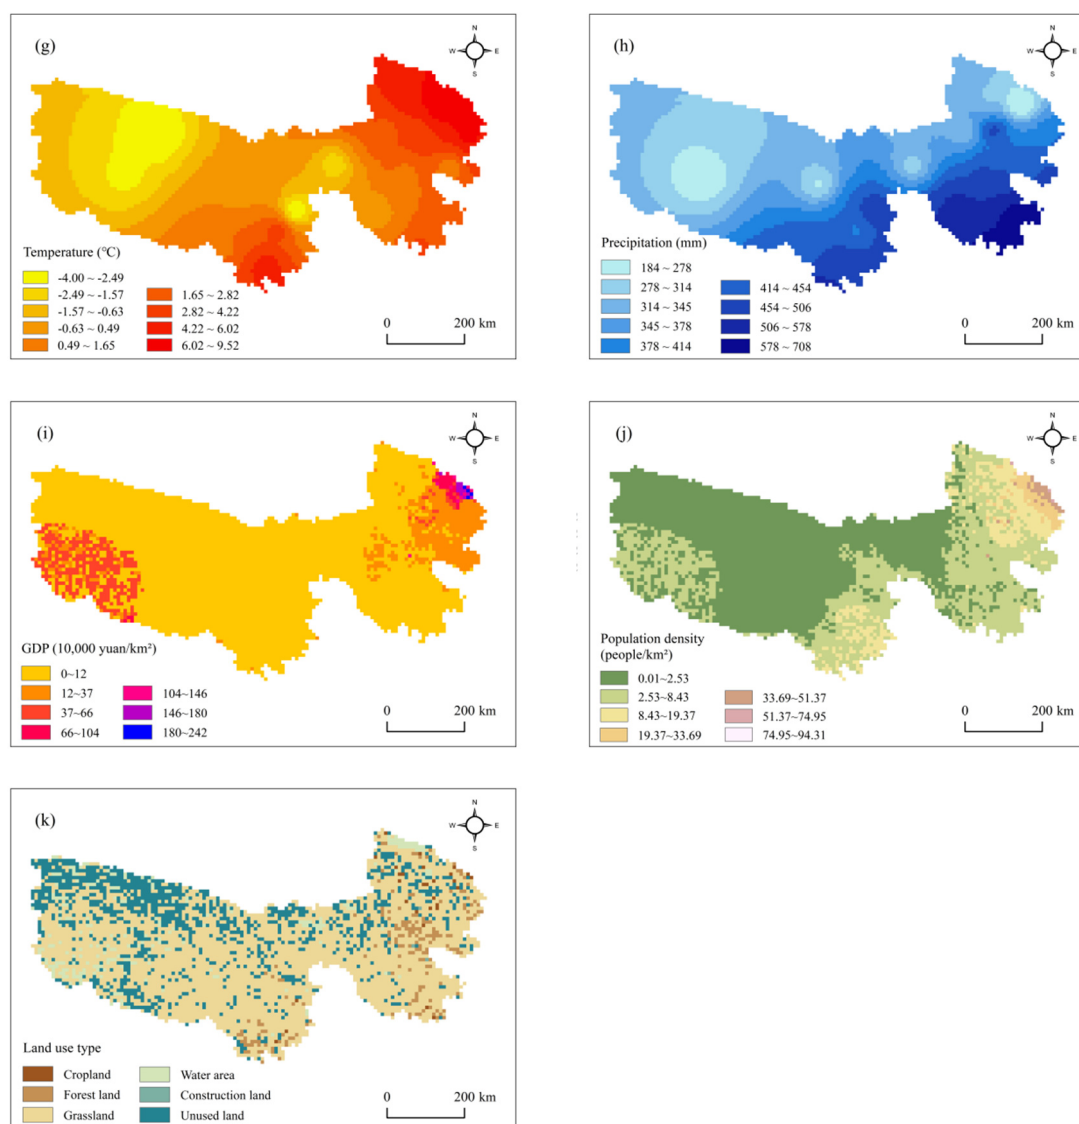 (g)
N
W E
S
Temperature (°C)
-4.00 ~ -2.49
-2.49 ~ -1.57
-1.57 ~ -0.63
-0.63 ~ 0.49
0.49 ~ 1.65
1.65 ~ 2.82
2.82 ~ 4.22
4.22 ~ 6.02
6.02 ~ 9.52
0 200 km
(h)
N
W E
S
Precipitation (mm)
184 ~ 278
278 ~ 314
314 ~ 345
345 ~ 378
378 ~ 414
414 ~ 454
454 ~ 506
506 ~ 578
578 ~ 708
0 200 km
(i)
N
W E
S
GDP (10,000 yuan/km²)
0~12
12~37
37~66
66~104
104~146
146~180
180~242
0 200 km
(j)
N
W E
S
Population density
(people/km²)
0.01~2.53
2.53~8.43
8.43~19.37
19.37~33.69
33.69~51.37
51.37~74.95
74.95~94.31
0 200 km
(k)
N
W E
S
Land use type
Cropland
Forest land
Grassland
Water area
Construction land
Unused land
0 200 km